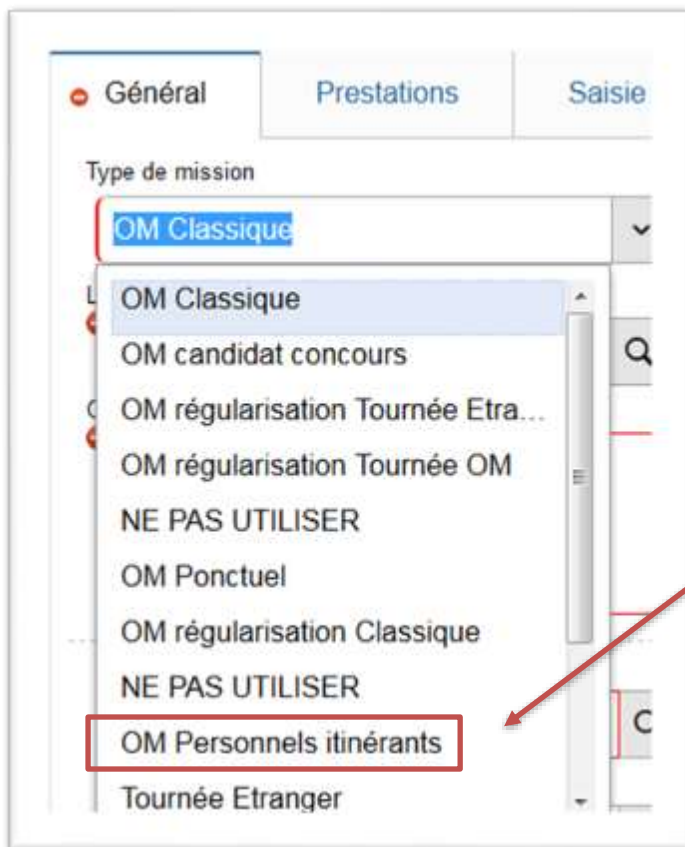 Général Prestations Saisie
Type de mission
OM Classique
OM Classique
OM candidat concours
OM régularisation Tournée Etra...
OM régularisation Tournée OM
NE PAS UTILISER
OM Ponctuel
OM régularisation Classique
NE PAS UTILISER
OM Personnels itinérants
Tournée Etranger